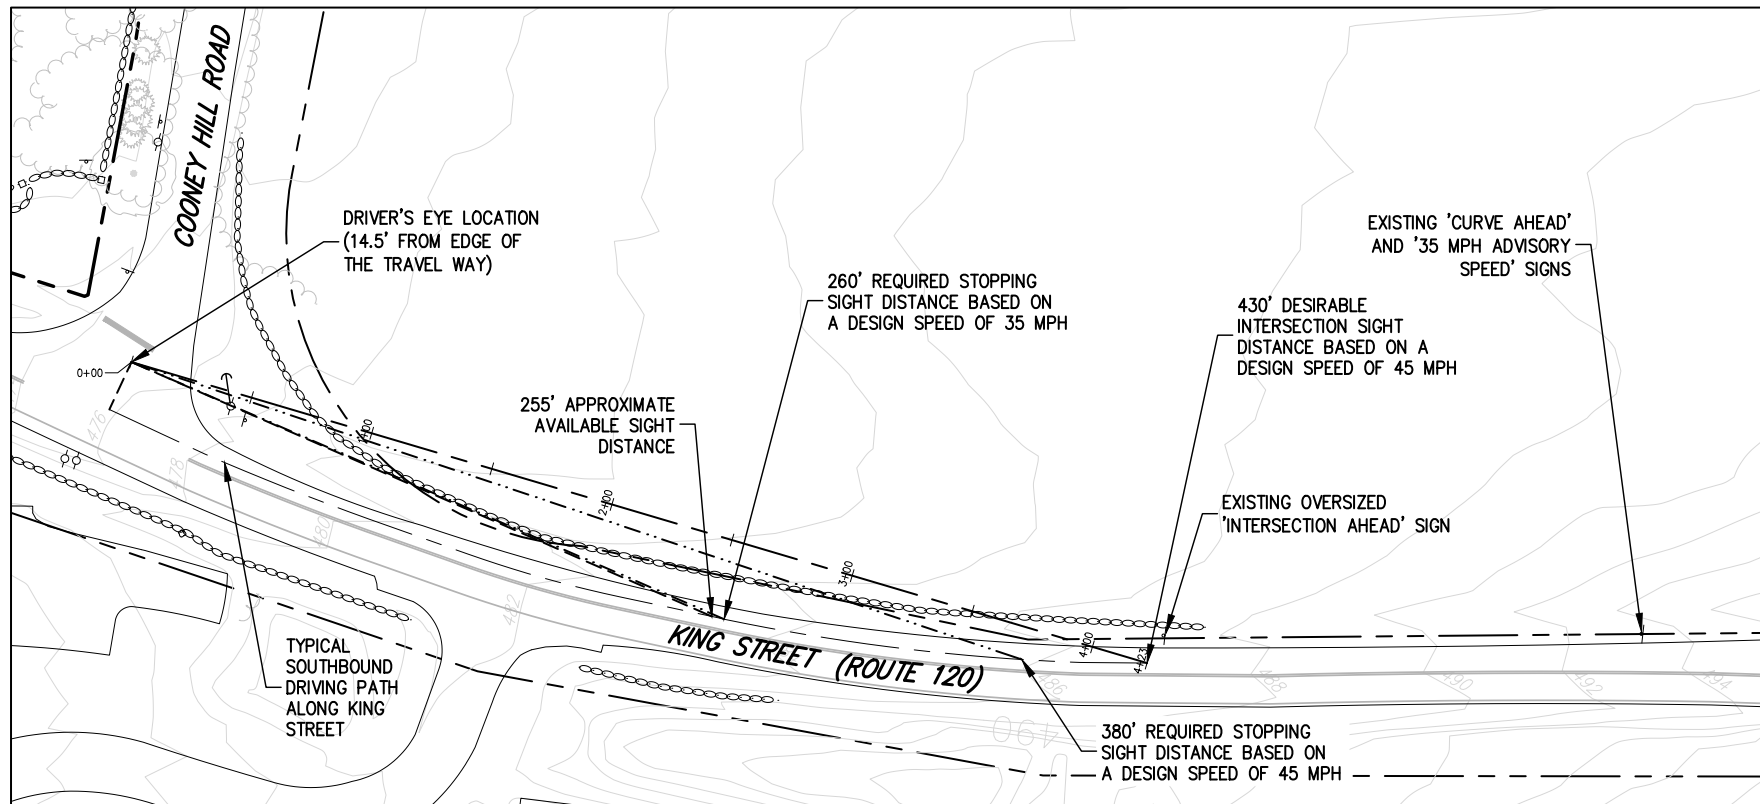 COONEY HILL ROAD
DRIVER'S EYE LOCATION
(14.5' FROM EDGE OF
THE TRAVEL WAY)
0+00
476
478
480
482
255' APPROXIMATE
AVAILABLE SIGHT
DISTANCE
260' REQUIRED STOPPING
SIGHT DISTANCE BASED ON
A DESIGN SPEED OF 35 MPH
1+00
2+00
3+00
4+00
4+23
EXISTING 'CURVE AHEAD'
AND '35 MPH ADVISORY
SPEED' SIGNS
430' DESIRABLE
INTERSECTION SIGHT
DISTANCE BASED ON A
DESIGN SPEED OF 45 MPH
EXISTING OVERSIZED
'INTERSECTION AHEAD' SIGN
TYPICAL
SOUTHBOUND
DRIVING PATH
ALONG KING
STREET
KING STREET (ROUTE 120)
486
488
490
492
494
490
380' REQUIRED STOPPING
SIGHT DISTANCE BASED ON
A DESIGN SPEED OF 45 MPH